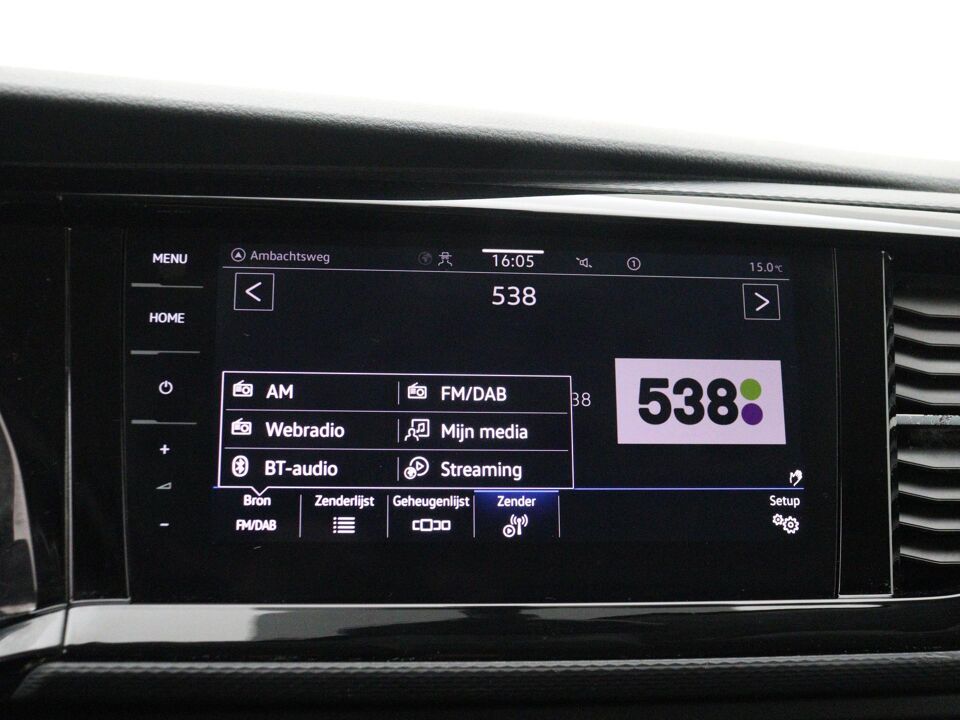 MENU
HOME
+
-
Ambachtsweg 16:05 1 15.0°C
< 538 >
AM FM/DAB
Webradio Mijn media
BT-audio Streaming
38
538
Bron Zenderlijst Geheugenlijst Zender Setup
FM/DAB